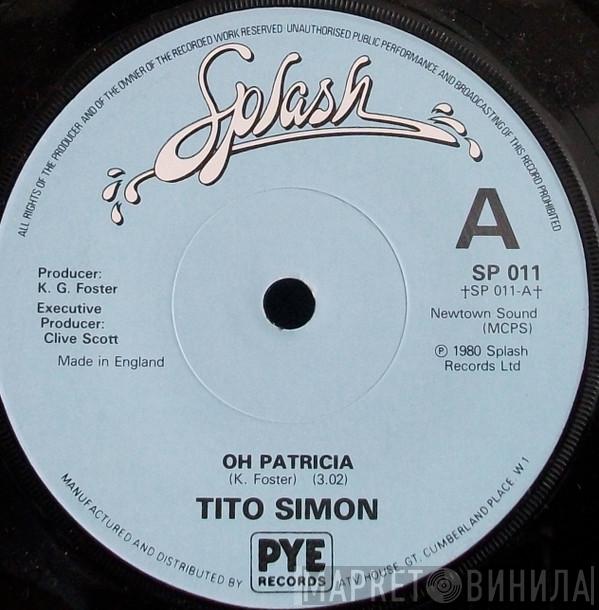 ALL RIGHTS OF THE PRODUCER AND OF THE OWNER OF THE RECORDED WORK RESERVED · UNAUTHORISED PUBLIC PERFORMANCE AND BROADCASTING OF THIS RECORD PROHIBITED
Splash
A
SP 011
†SP 011-A†
Producer:
K. G. Foster
Executive
Producer:
Clive Scott
Made in England
Newtown Sound
(MCPS)
℗ 1980 Splash
Records Ltd
OH PATRICIA
(K. Foster) (3.02)
TITO SIMON
MANUFACTURED AND DISTRIBUTED BY
PYE
RECORDS
ATV HOUSE, GT. CUMBERLAND PLACE, W1
МАРКЕТ ВИНИЛА